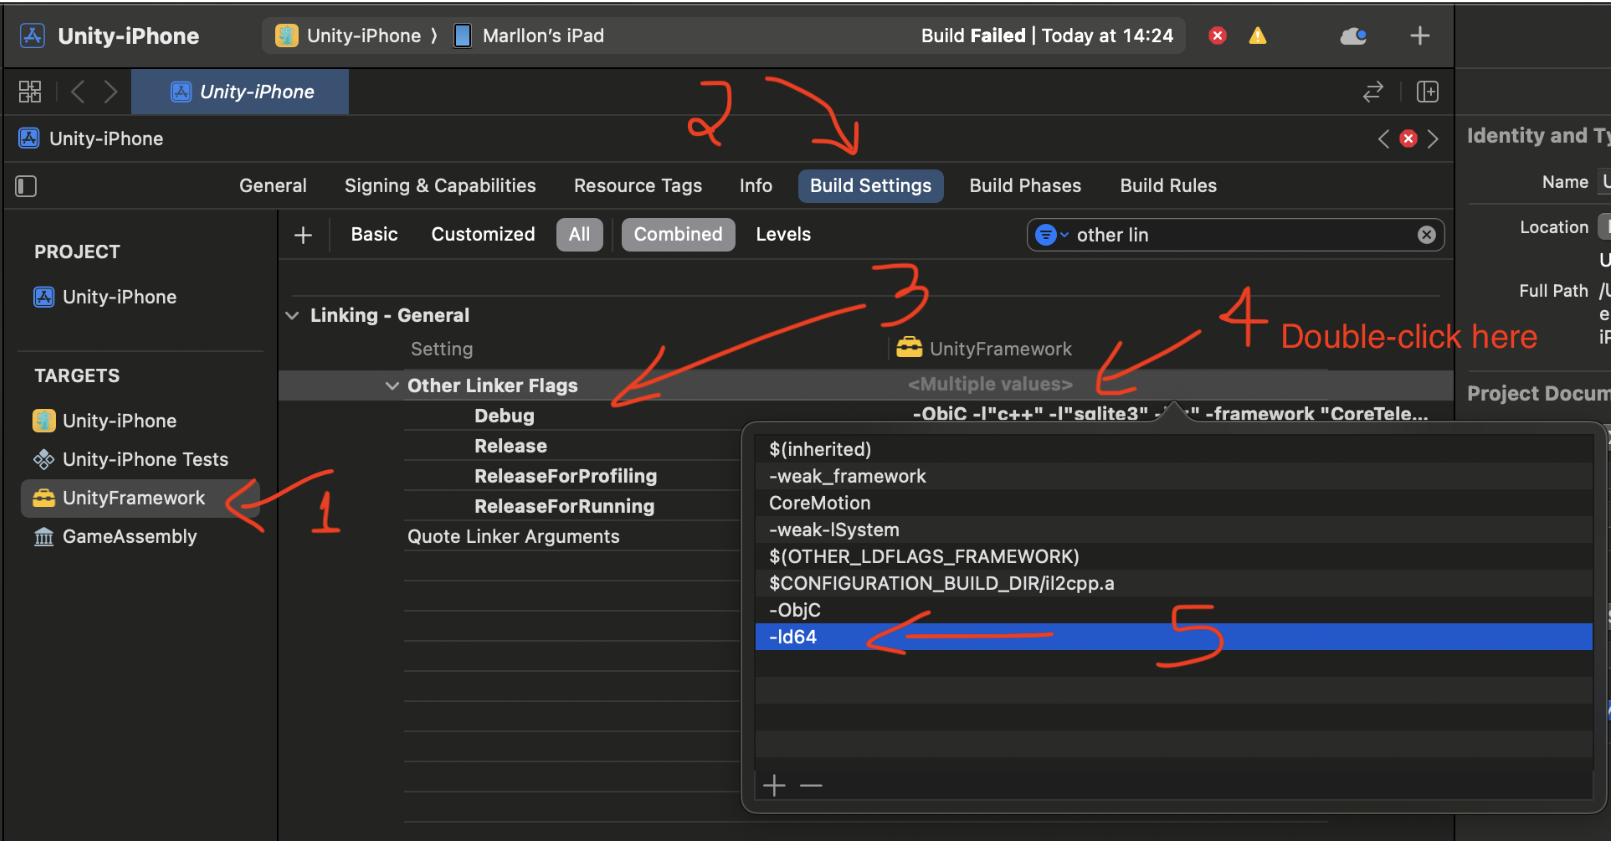 Unity-iPhone
Unity-iPhone 〉 Marllon's iPad
Build Failed | Today at 14:24
Unity-iPhone
Unity-iPhone
General Signing & Capabilities Resource Tags Info Build Settings Build Phases Build Rules
Basic Customized All Combined Levels
other lin
PROJECT
Unity-iPhone
TARGETS
Unity-iPhone
Unity-iPhone Tests
UnityFramework
GameAssembly
Linking - General
Setting UnityFramework
Other Linker Flags <Multiple values>
Debug -ObjC -l"c++" -l"sqlite3" -framework "CoreTele...
Release
ReleaseForProfiling
ReleaseForRunning
Quote Linker Arguments
$(inherited)
-weak_framework
CoreMotion
-weak-lSystem
$(OTHER_LDFLAGS_FRAMEWORK)
$CONFIGURATION_BUILD_DIR/il2cpp.a
-ObjC
-ld64
1
2
3
4 Double-click here
5
Identity and Ty
Name U
Location
U
Full Path /U
e
iP
Project Docum